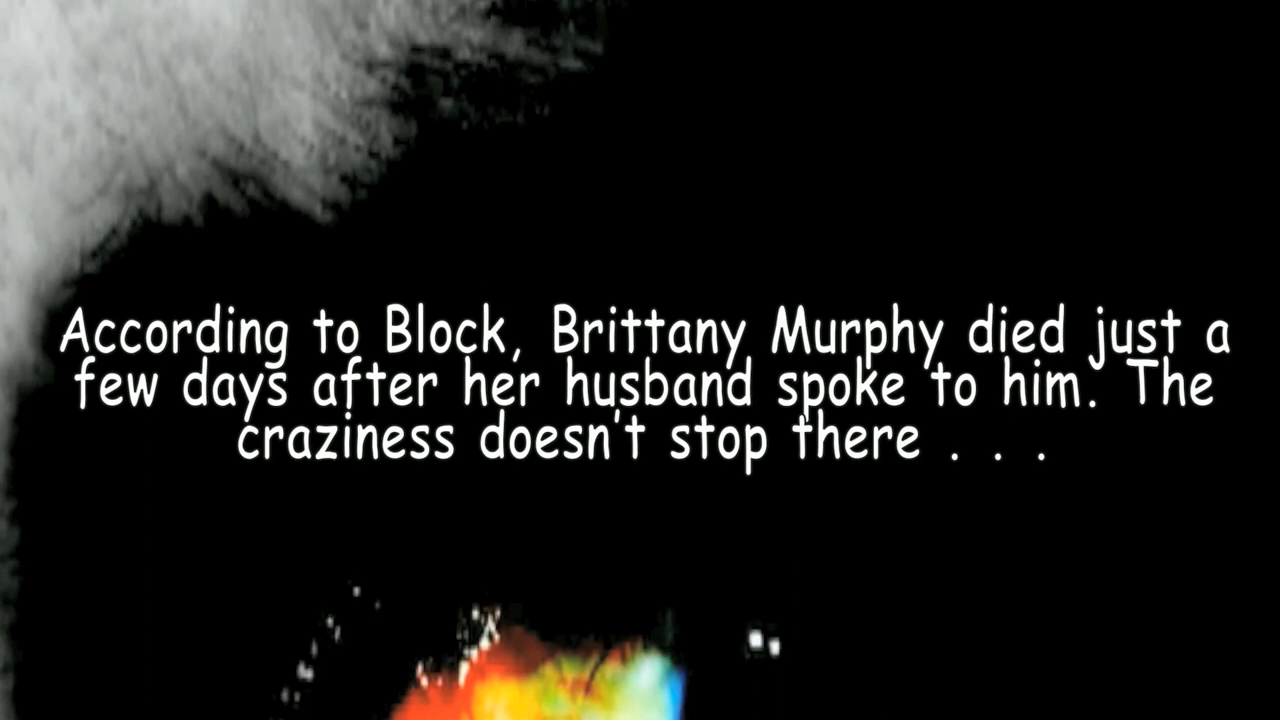 According to Block, Brittany Murphy died just a
few days after her husband spoke to him. The
craziness doesn't stop there . . .